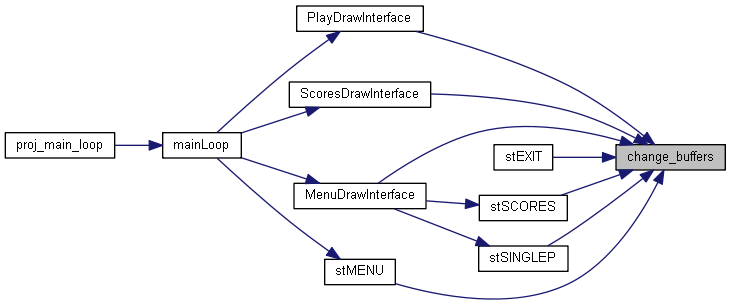 PlayDrawInterface
ScoresDrawInterface
proj_main_loop
mainLoop
stEXIT
change_buffers
MenuDrawInterface
stSCORES
stSINGLEP
stMENU